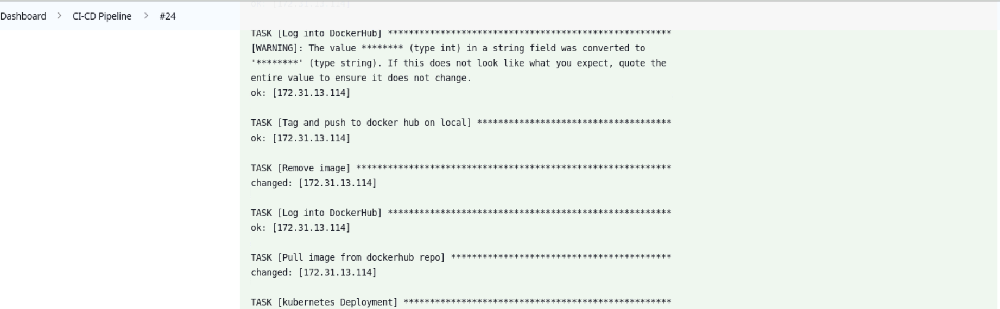 ok: [172.31.13.114]
Dashboard > CI-CD Pipeline > #24
TASK [Log into DockerHub] ******************************************************
[WARNING]: The value ******** (type int) in a string field was converted to
'********' (type string). If this does not look like what you expect, quote the
entire value to ensure it does not change.
ok: [172.31.13.114]
TASK [Tag and push to docker hub on local] *************************************
ok: [172.31.13.114]
TASK [Remove image] ************************************************************
changed: [172.31.13.114]
TASK [Log into DockerHub] ******************************************************
ok: [172.31.13.114]
TASK [Pull image from dockerhub repo] ******************************************
changed: [172.31.13.114]
TASK [kubernetes Deployment] ***************************************************